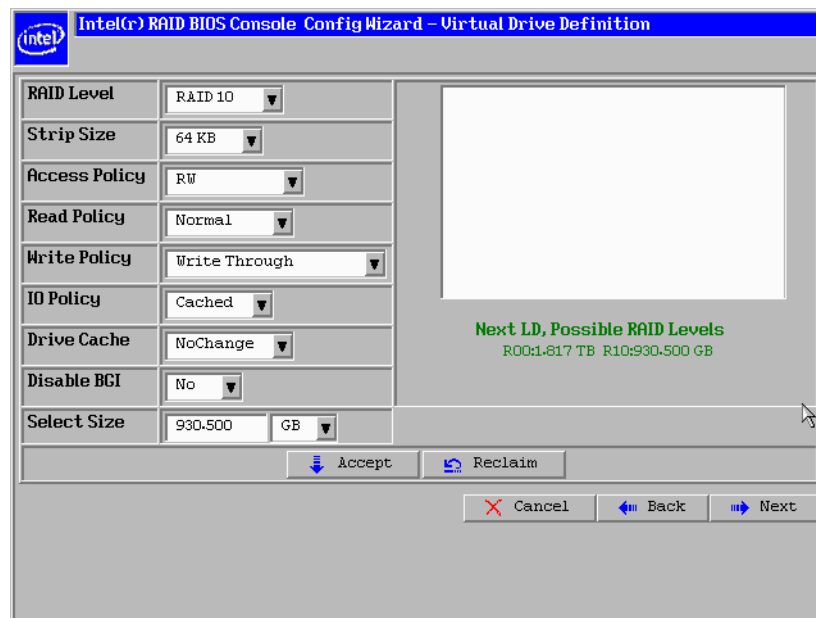 intel
Intel(r) RAID BIOS Console Config Wizard – Virtual Drive Definition
RAID Level RAID 10
Strip Size 64 KB
Access Policy RW
Read Policy Normal
Write Policy Write Through
IO Policy Cached
Drive Cache NoChange
Disable BGI No
Select Size 930.500 GB
Next LD, Possible RAID Levels
R00:1.817 TB R10:930.500 GB
Accept Reclaim
Cancel Back Next